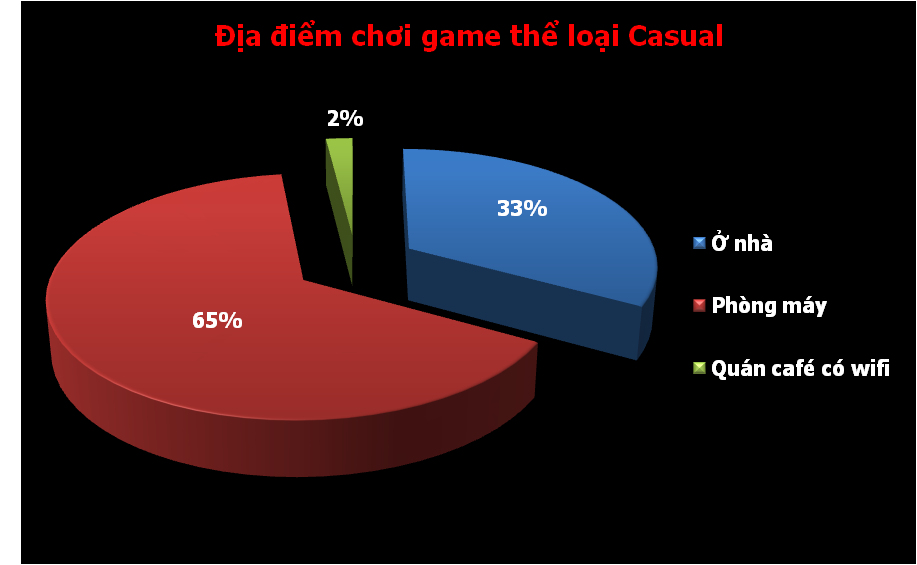 Địa điểm chơi game thể loại Casual
2%
33%
65%
Ở nhà
Phòng máy
Quán café có wifi